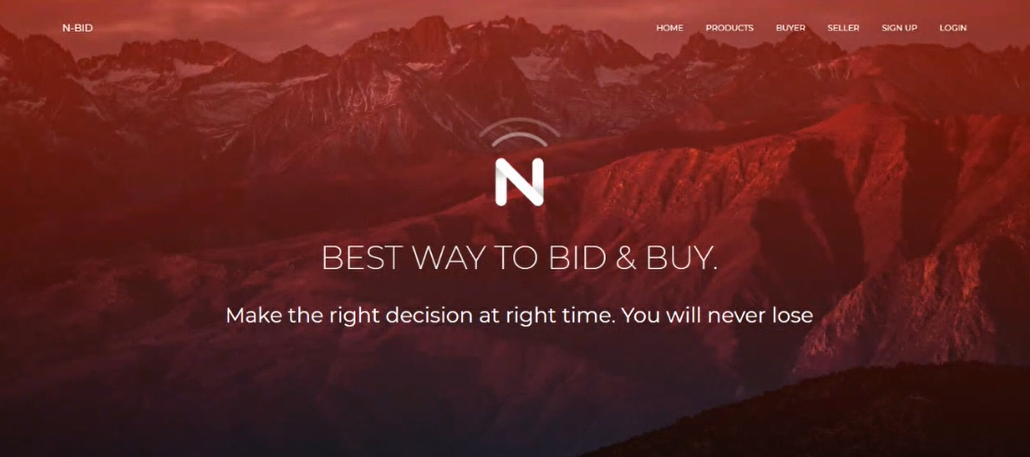 N-BID
HOME PRODUCTS BUYER SELLER SIGN UP LOGIN
N
BEST WAY TO BID & BUY.
Make the right decision at right time. You will never lose